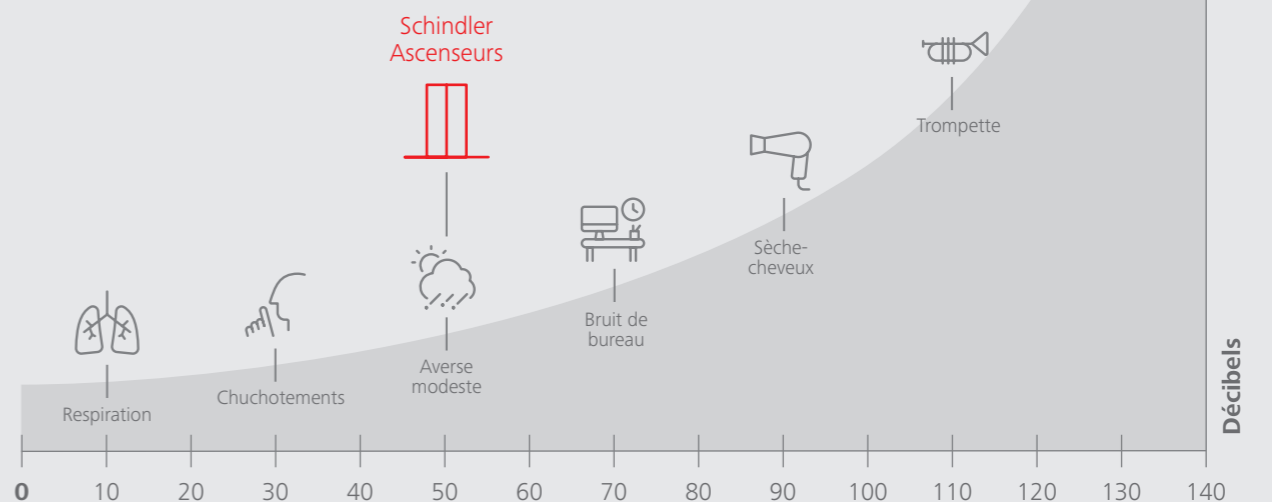 Schindler
Ascenseurs
Trompette
Sèche-
cheveux
Bruit de
bureau
Averse
modeste
Chuchotements
Respiration
Décibels
0 10 20 30 40 50 60 70 80 90 100 110 120 130 140